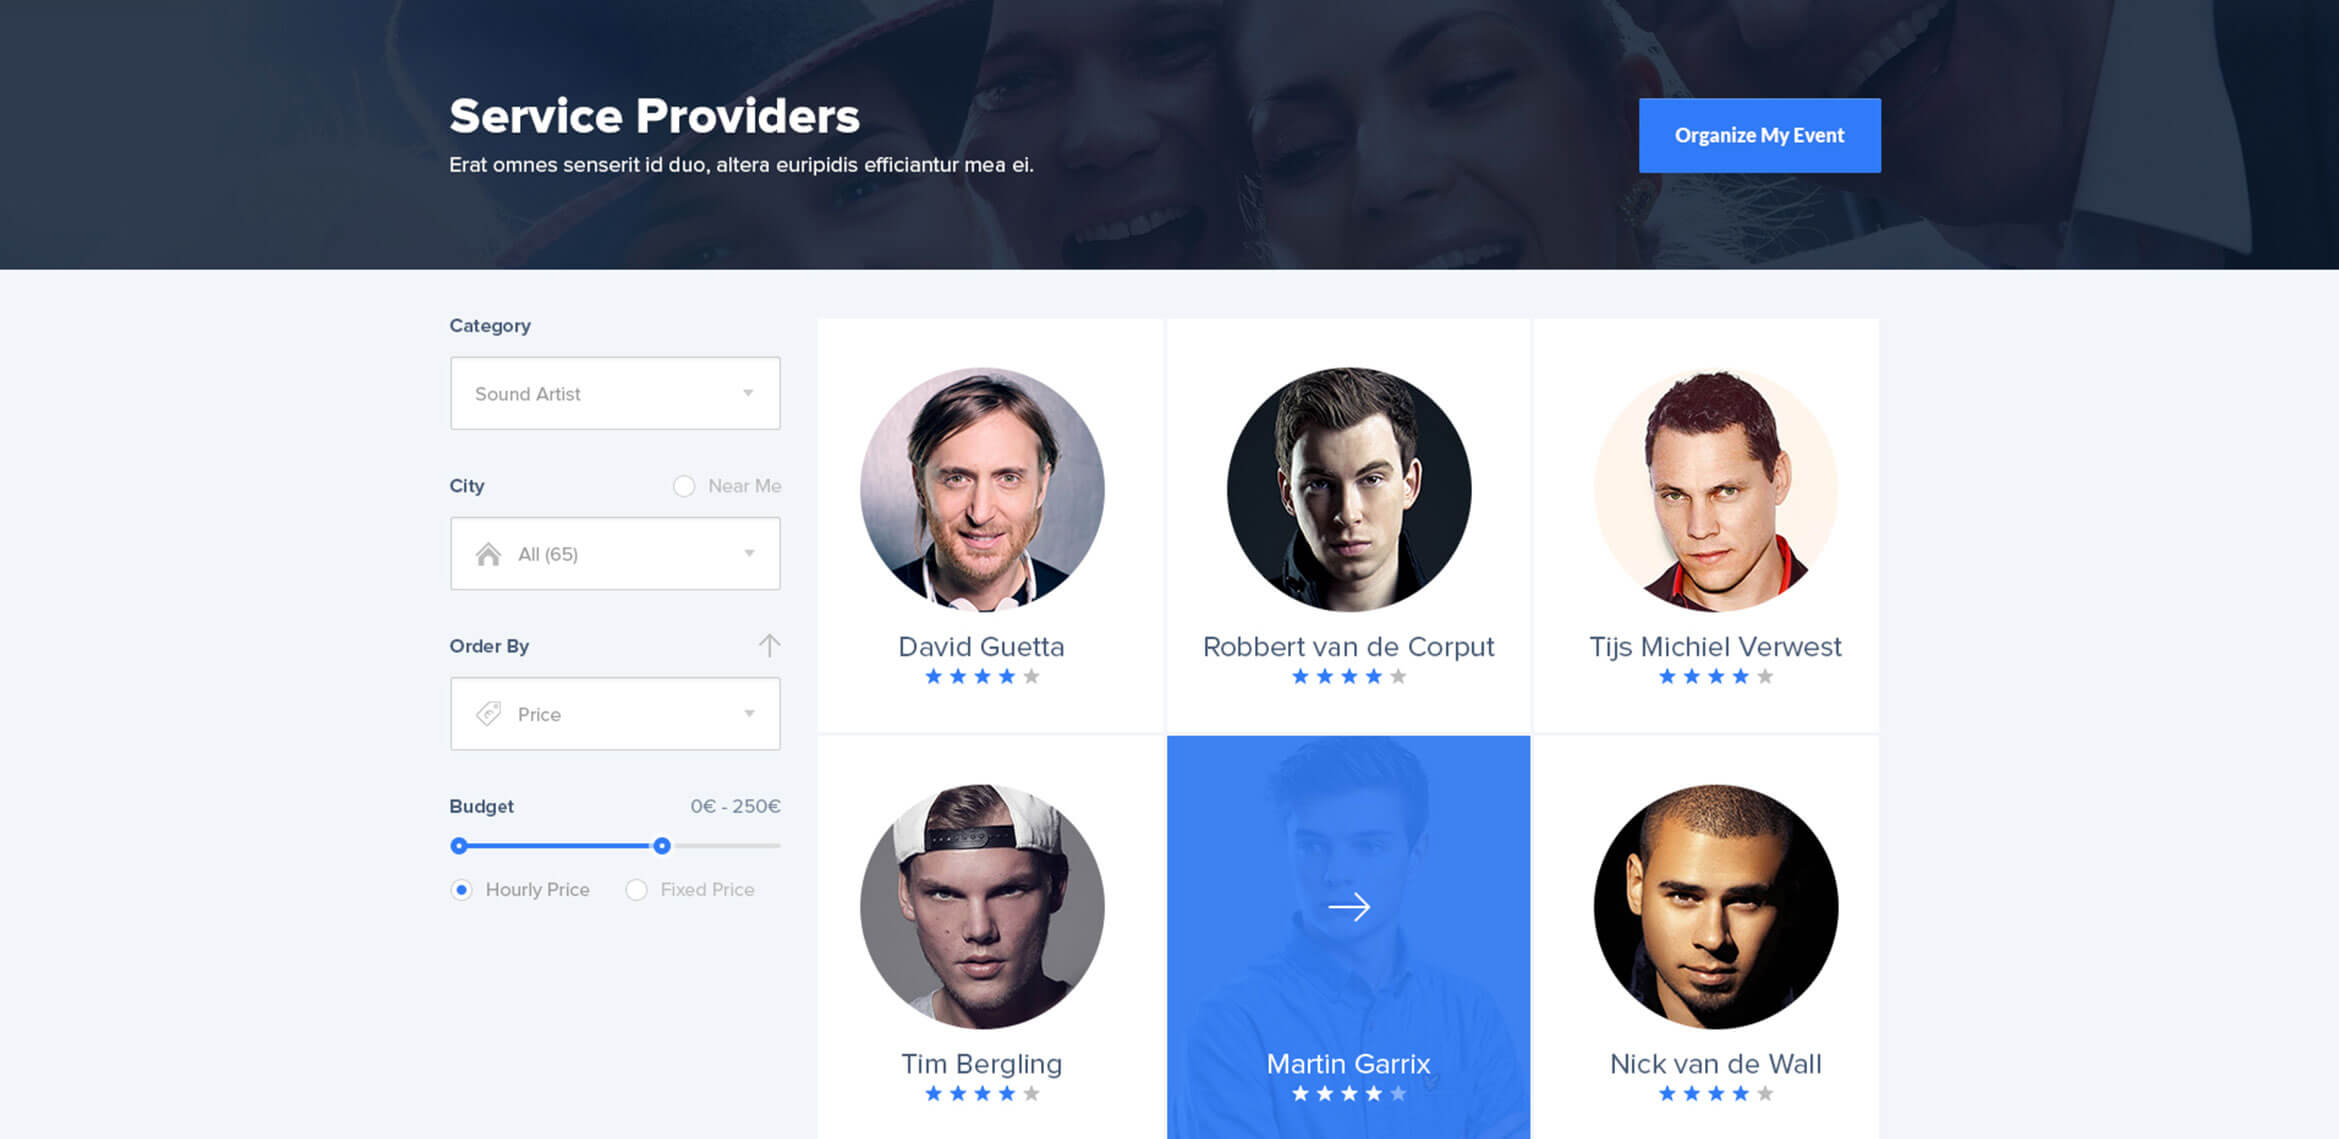 Service Providers
Erat omnes senserit id duo, altera euripidis efficiantur mea ei.
Organize My Event
Category
Sound Artist
City
Near Me
All (65)
Order By
Price
Budget
0€ - 250€
Hourly Price
Fixed Price
David Guetta
Robbert van de Corput
Tijs Michiel Verwest
Tim Bergling
Martin Garrix
Nick van de Wall